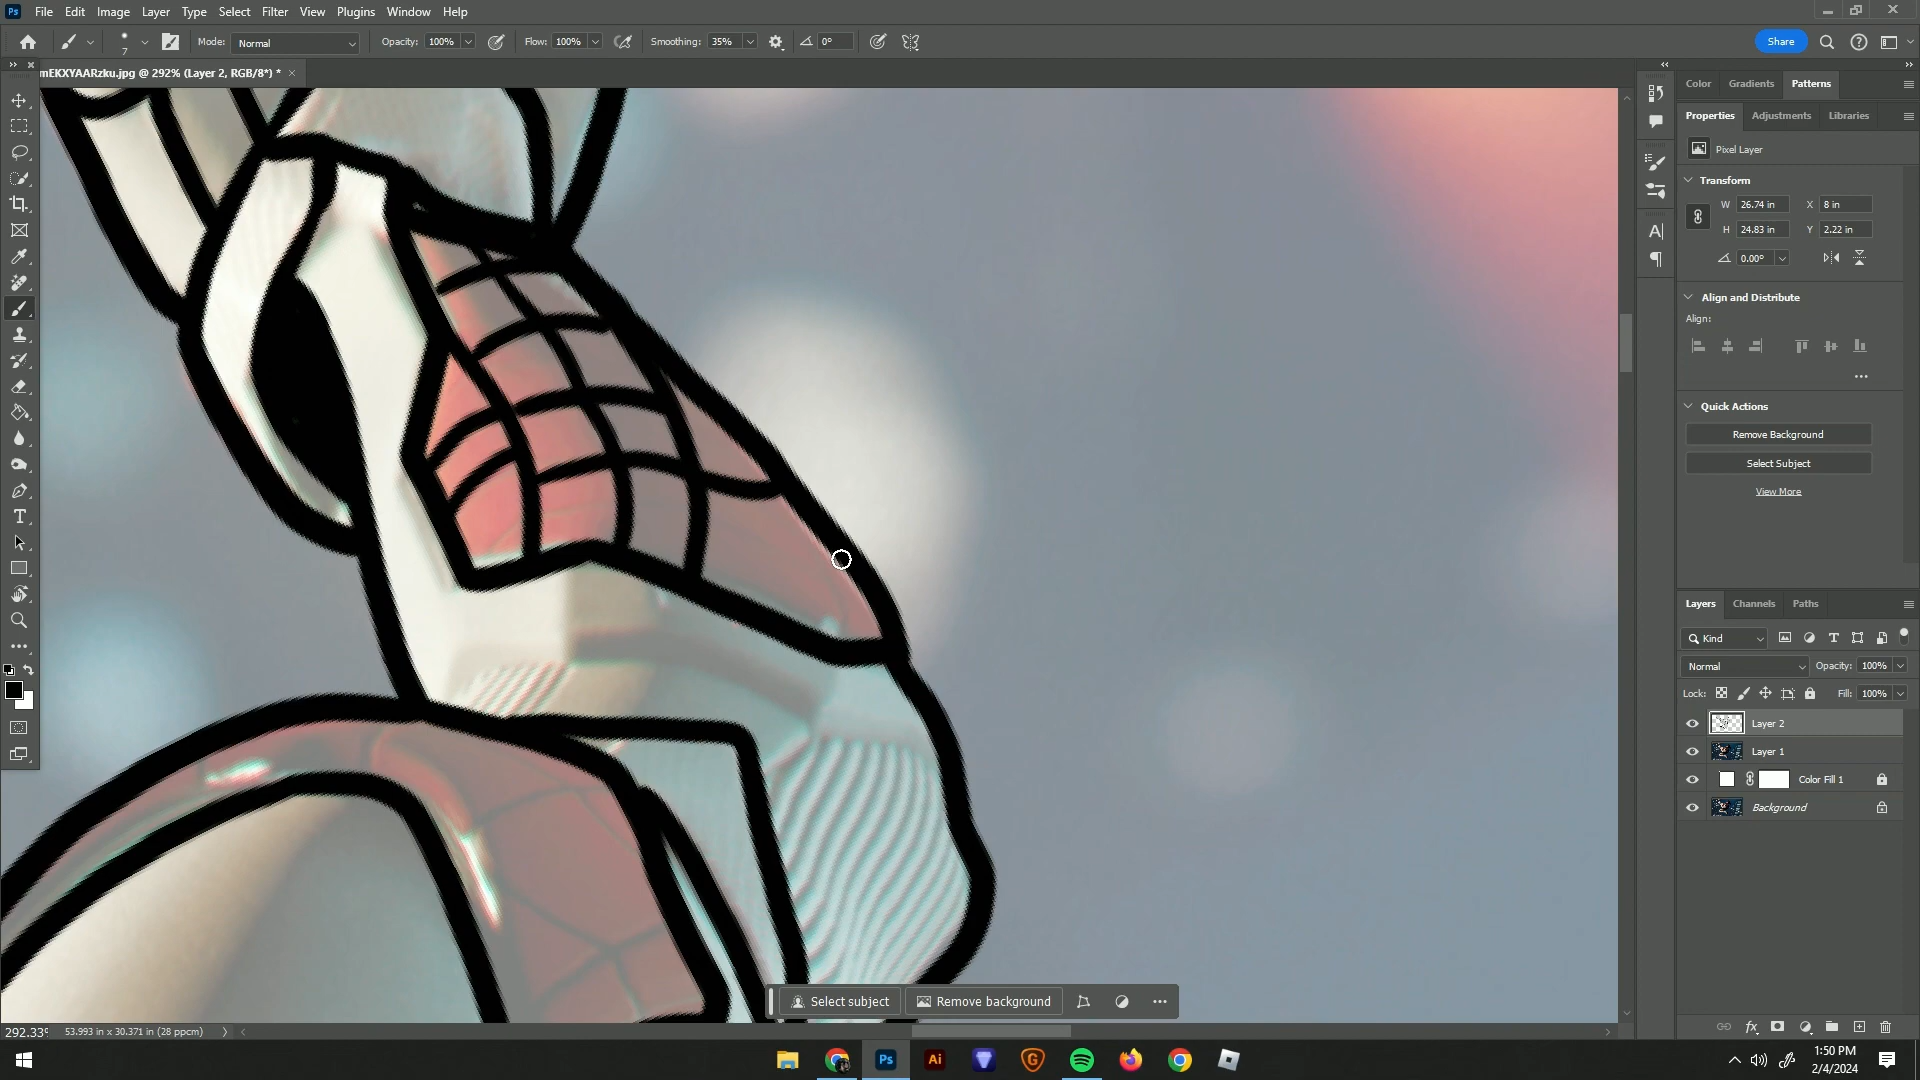 Ps File Edit Image Layer Type Select Filter View Plugins Window Help
7 Mode: Normal Opacity: 100% Flow: 100% Smoothing: 35% 0° Share
mEKXYAARzku.jpg @ 292% (Layer 2, RGB/8*) *
Color Gradients Patterns
Properties Adjustments Libraries
Pixel Layer
Transform
W 26.74 in X 8 in
H 24.83 in Y 2.22 in
0.00°
Align and Distribute
Align:
Quick Actions
Remove Background
Select Subject
View More
Layers Channels Paths
Kind
Normal Opacity: 100%
Lock: Fill: 100%
Layer 2
Layer 1
Color Fill 1
Background
Select subject Remove background
292.33% 53.993 in x 30.371 in (28 ppcm)
Ps Ai
1:50 PM
2/4/2024